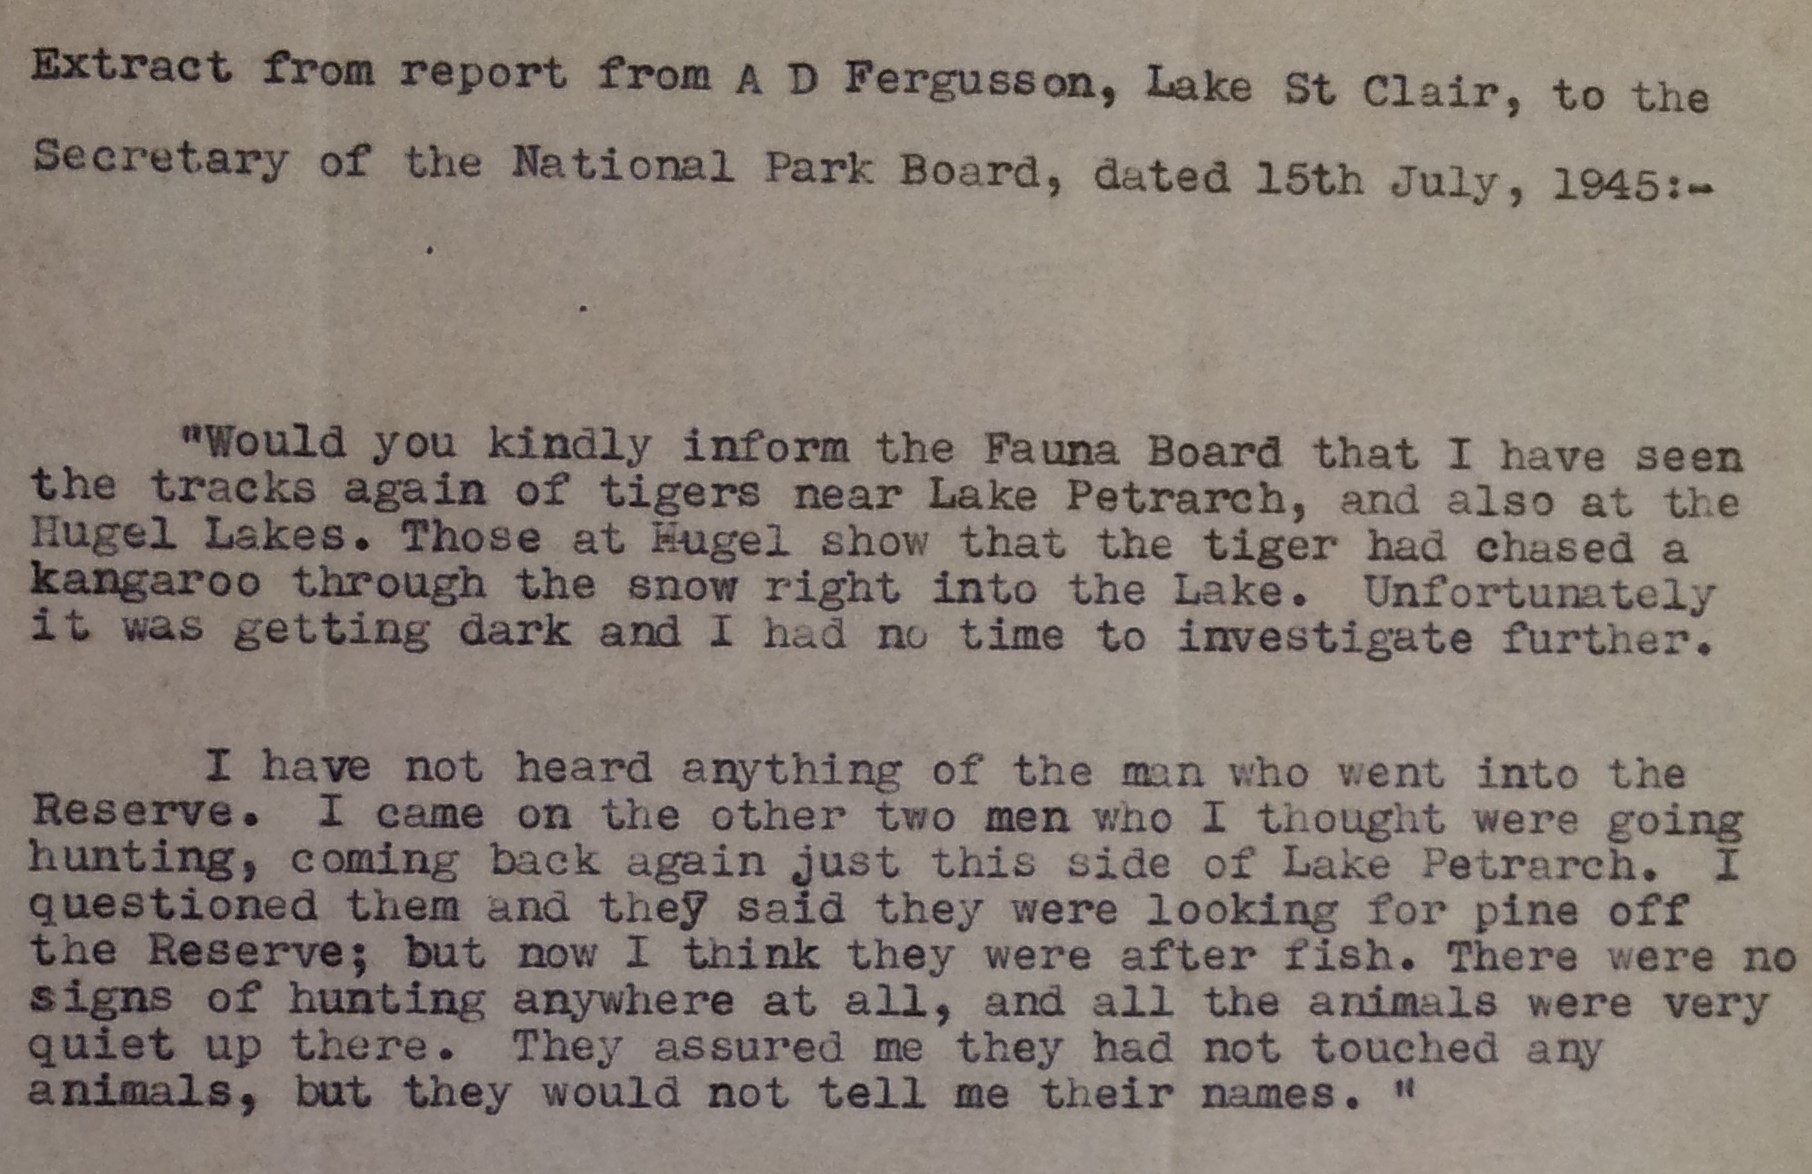 Extract from report from A D Fergusson, Lake St Clair, to the
Secretary of the National Park Board, dated 15th July, 1945:-
"Would you kindly inform the Fauna Board that I have seen
the tracks again of tigers near Lake Petrarch, and also at the
Hugel Lakes. Those at Hugel show that the tiger had chased a
kangaroo through the snow right into the Lake. Unfortunately
it was getting dark and I had no time to investigate further.
I have not heard anything of the man who went into the
Reserve. I came on the other two men who I thought were going
hunting, coming back again just this side of Lake Petrarch. I
questioned them and they said they were looking for pine off
the Reserve; but now I think they were after fish. There were no
signs of hunting anywhere at all, and all the animals were very
quiet up there. They assured me they had not touched any
animals, but they would not tell me their names. "